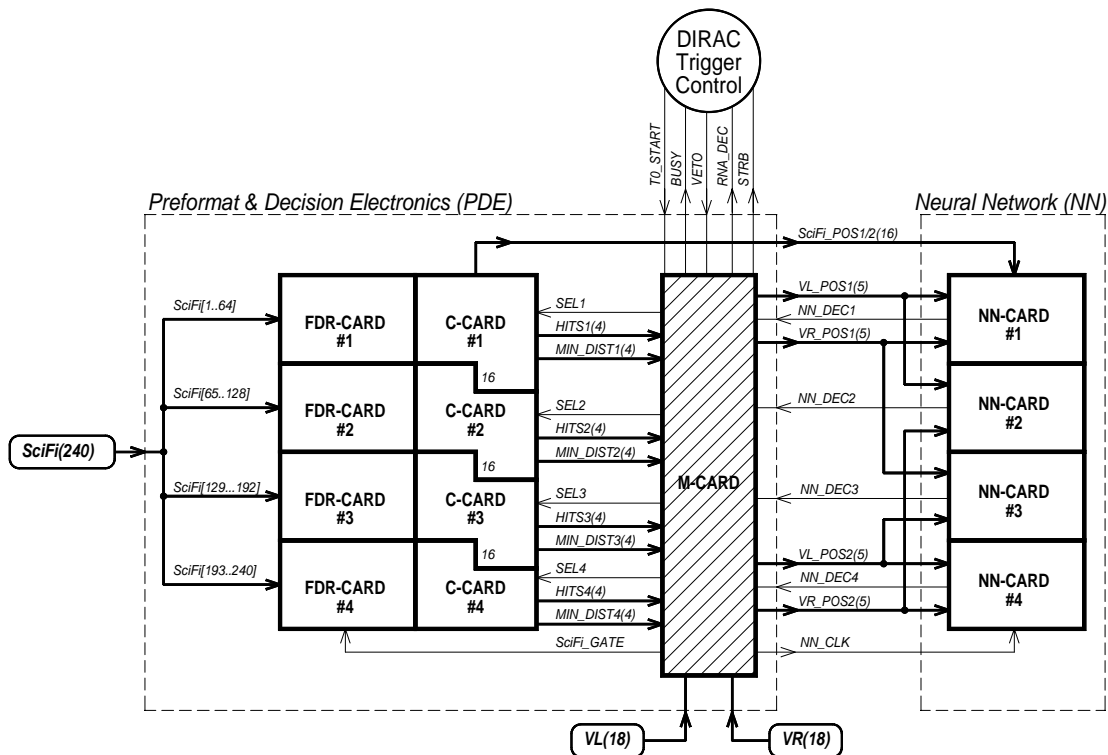 DIRAC
Trigger
Control
T0_START
BUSY
VETO
RNA_DEC
STRB
Preformat & Decision Electronics (PDE)
Neural Network (NN)
SciFi_POS1/2(16)
SciFi[1..64]
FDR-CARD
#1
C-CARD
#1
SEL1
HITS1(4)
MIN_DIST1(4)
VL_POS1(5)
NN_DEC1
VR_POS1(5)
NN-CARD
#1
16
SciFi[65..128]
FDR-CARD
#2
C-CARD
#2
SEL2
HITS2(4)
MIN_DIST2(4)
NN_DEC2
NN-CARD
#2
SciFi(240)
16
M-CARD
SciFi[129...192]
FDR-CARD
#3
C-CARD
#3
SEL3
HITS3(4)
MIN_DIST3(4)
NN_DEC3
NN-CARD
#3
16
SciFi[193..240]
FDR-CARD
#4
C-CARD
#4
SEL4
HITS4(4)
MIN_DIST4(4)
VL_POS2(5)
NN_DEC4
VR_POS2(5)
NN-CARD
#4
SciFi_GATE
NN_CLK
VL(18)
VR(18)